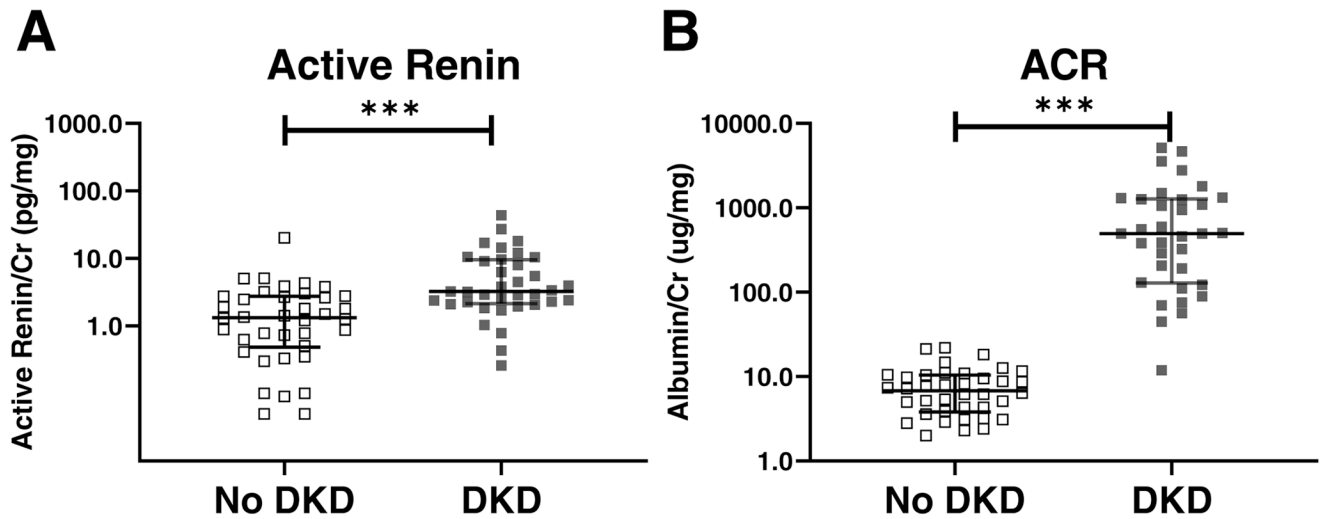 A
Active Renin
***
Active Renin/Cr (pg/mg)
1000.0
100.0
10.0
1.0
No DKD
DKD
B
ACR
***
Albumin/Cr (ug/mg)
10000.0
1000.0
100.0
10.0
1.0
No DKD
DKD